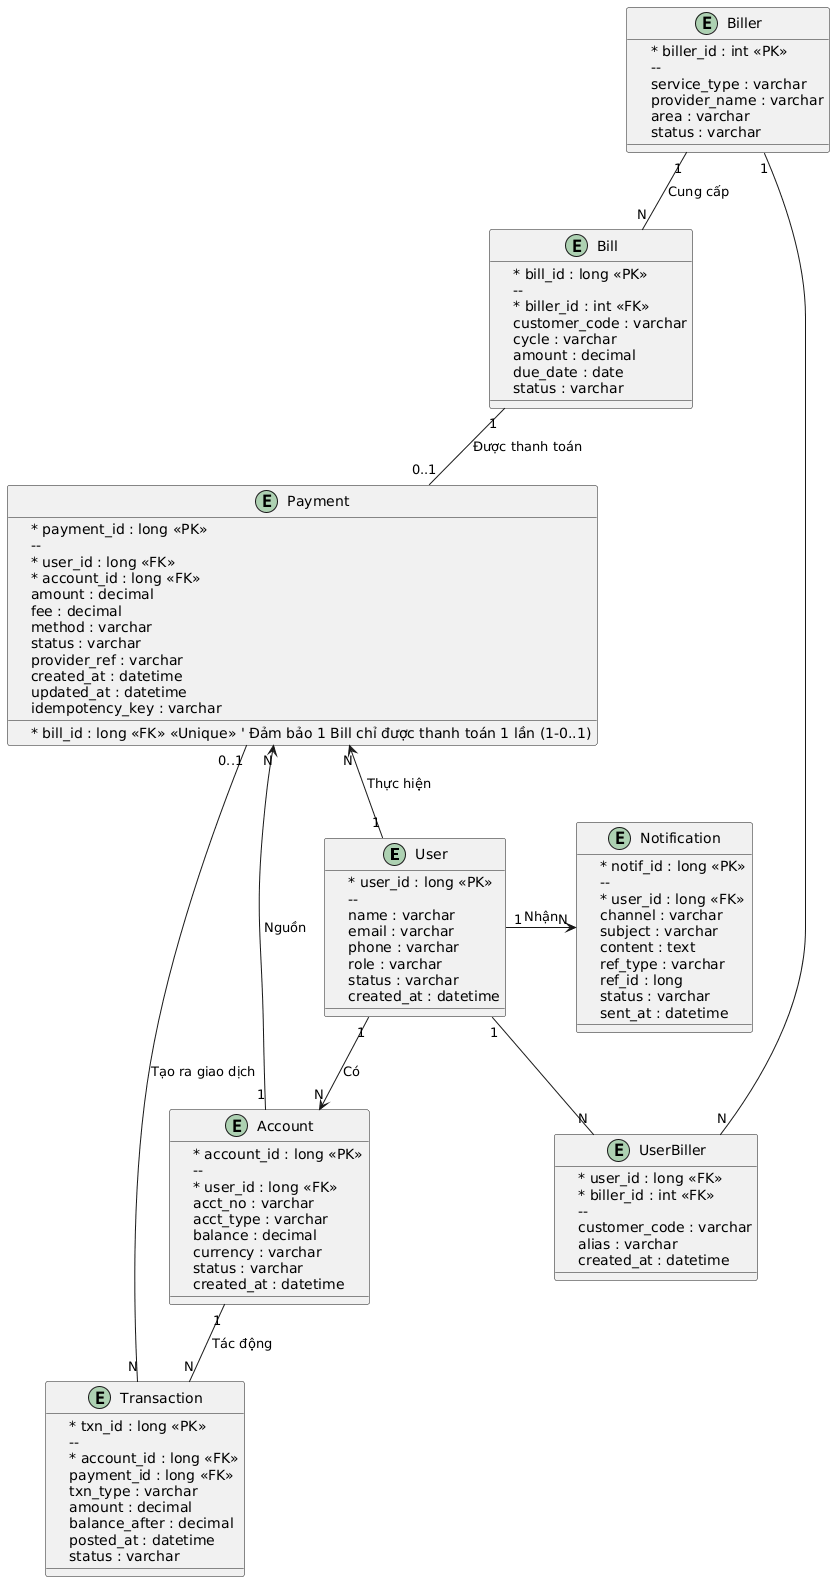 E Biller
* biller_id : int «PK»
--
service_type : varchar
provider_name : varchar
area : varchar
status : varchar
1
1
Cung cấp
N
E Bill
* bill_id : long «PK»
--
* biller_id : int «FK»
customer_code : varchar
cycle : varchar
amount : decimal
due_date : date
status : varchar
1
Được thanh toán
0..1
E Payment
* payment_id : long «PK»
--
* user_id : long «FK»
* account_id : long «FK»
amount : decimal
fee : decimal
method : varchar
status : varchar
provider_ref : varchar
created_at : datetime
updated_at : datetime
idempotency_key : varchar
* bill_id : long «FK» «Unique» ' Đảm bảo 1 Bill chỉ được thanh toán 1 lần (1-0..1)
0..1
N
N
Thực hiện
1
E User
* user_id : long «PK»
--
name : varchar
email : varchar
phone : varchar
role : varchar
status : varchar
created_at : datetime
1
Nhận
N
E Notification
* notif_id : long «PK»
--
* user_id : long «FK»
channel : varchar
subject : varchar
content : text
ref_type : varchar
ref_id : long
status : varchar
sent_at : datetime
Nguồn
1
1
Tạo ra giao dịch
Có
1
N
N
N
E Account
* account_id : long «PK»
--
* user_id : long «FK»
acct_no : varchar
acct_type : varchar
balance : decimal
currency : varchar
status : varchar
created_at : datetime
E UserBiller
* user_id : long «FK»
* biller_id : int «FK»
--
customer_code : varchar
alias : varchar
created_at : datetime
1
Tác động
N
N
E Transaction
* txn_id : long «PK»
--
* account_id : long «FK»
payment_id : long «FK»
txn_type : varchar
amount : decimal
balance_after : decimal
posted_at : datetime
status : varchar